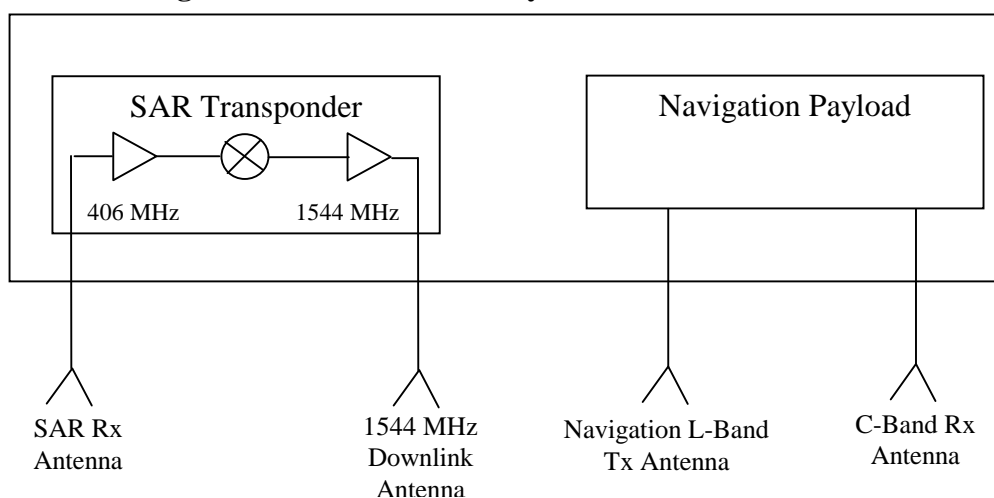 SAR Transponder
406 MHz
1544 MHz
Navigation Payload
SAR Rx
Antenna
1544 MHz
Downlink
Antenna
Navigation L-Band
Tx Antenna
C-Band Rx
Antenna